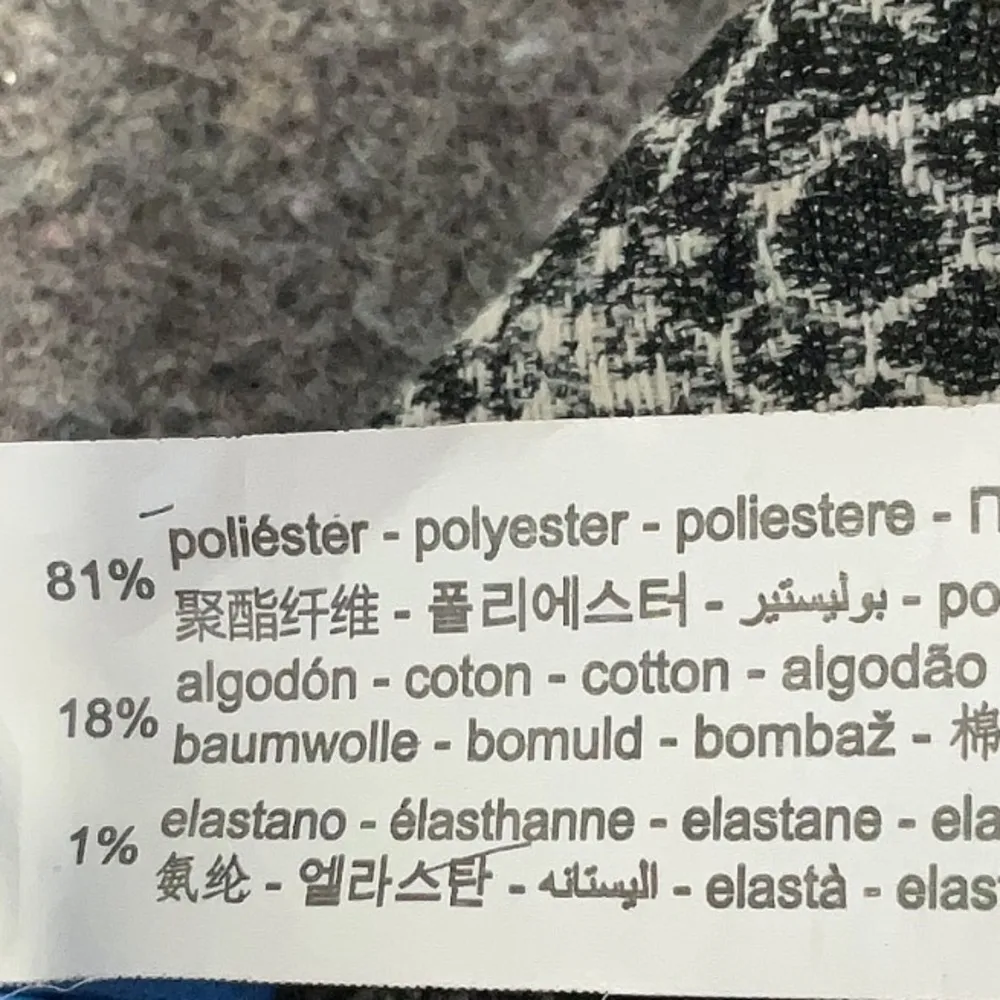 81% poliéster - polyester - poliestere -
聚酯纤维 - 폴리에스터 - بوليستير - po
18% algodón - coton - cotton - algodão
baumwolle - bomuld - bombaž - 棉
1% elastano - élasthanne - elastane - ela
氨纶 - 엘라스탄 - اليستانه - elastà - elas